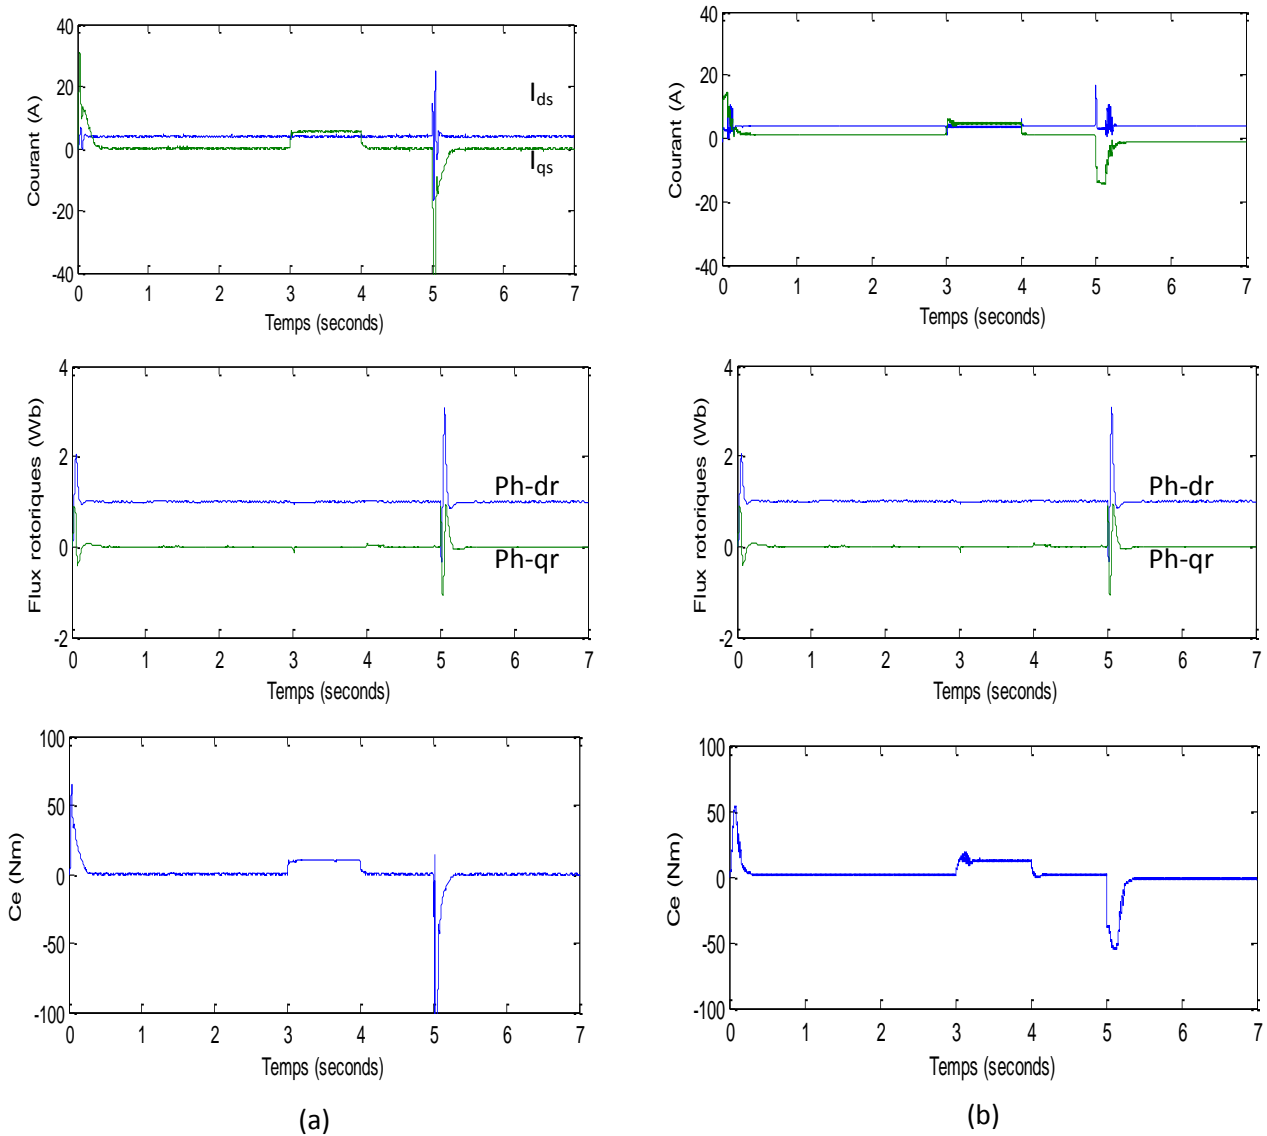 40
20
0
-20
-40
Courant (A)
I_ds
I_qs
0 1 2 3 4 5 6 7
Temps (seconds)
40
20
0
-20
-40
Courant (A)
0 1 2 3 4 5 6 7
Temps (seconds)
4
2
0
-2
Flux rotoriques (Wb)
Ph-dr
Ph-qr
0 1 2 3 4 5 6 7
Temps (seconds)
4
2
0
-2
Flux rotoriques (Wb)
Ph-dr
Ph-qr
0 1 2 3 4 5 6 7
Temps (seconds)
100
50
0
-50
-100
Ce (Nm)
0 1 2 3 4 5 6 7
Temps (seconds)
(a)
100
50
0
-50
-100
Ce (Nm)
0 1 2 3 4 5 6 7
Temps (seconds)
(b)